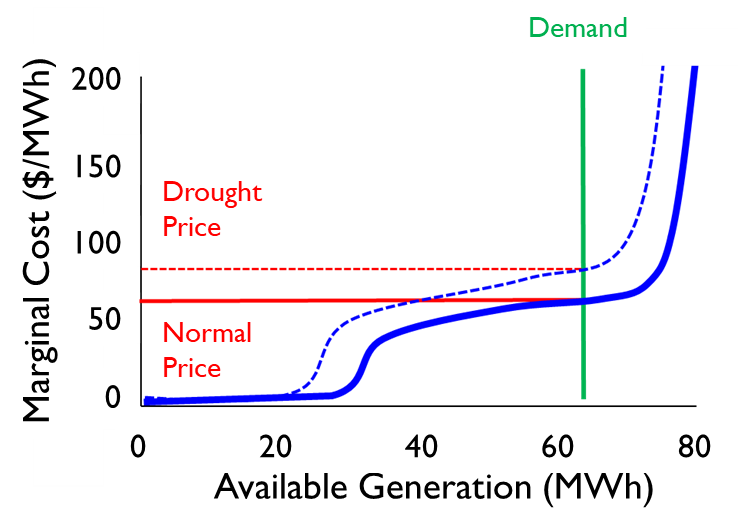 Demand
200
150
100
50
0
Marginal Cost ($/MWh)
Drought
Price
Normal
Price
0 20 40 60 80
Available Generation (MWh)